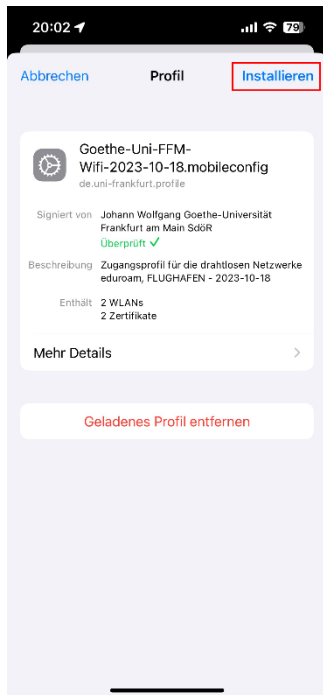 20:02
79
Abbrechen Profil Installieren
Goethe-Uni-FFM-
Wifi-2023-10-18.mobileconfig
de.uni-frankfurt.profile
Signiert von Johann Wolfgang Goethe-Universität
Frankfurt am Main SdöR
Überprüft ✓
Beschreibung Zugangsprofil für die drahtlosen Netzwerke
eduroam, FLUGHAFEN - 2023-10-18
Enthält 2 WLANs
2 Zertifikate
Mehr Details
Geladenes Profil entfernen